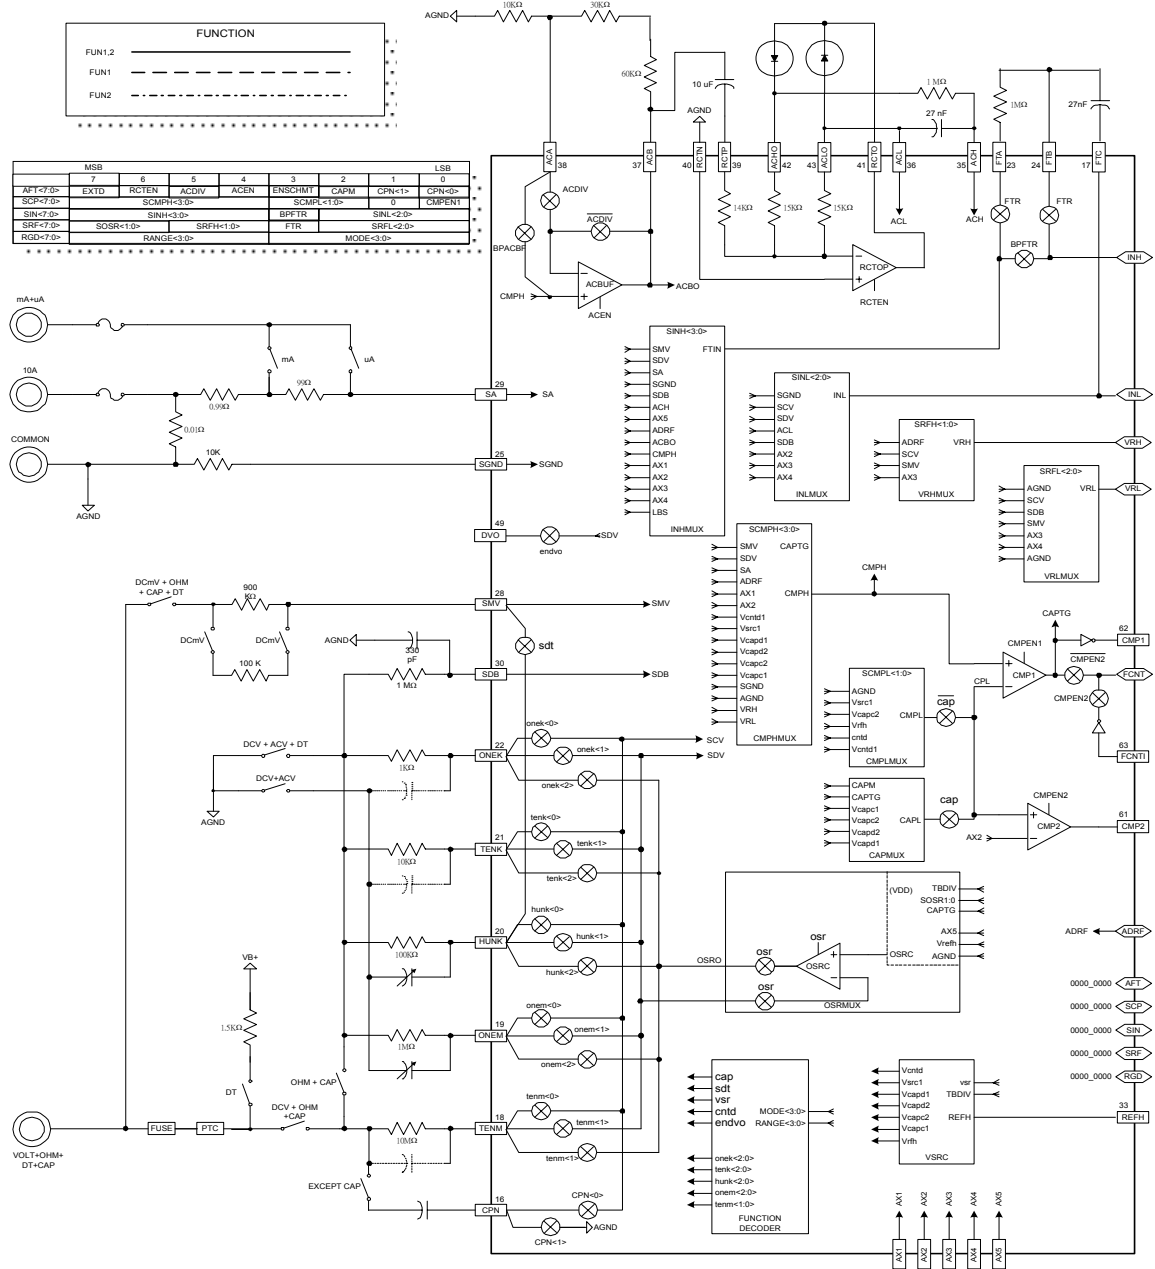 FUNCTION
FUN1,2
FUN1
FUN2
AGND
10KΩ
30KΩ
60KΩ
10 uF
AGND
1 MΩ
27 nF
1MΩ
27nF
MSB LSB
7 6 5 4 3 2 1 0
AFT<7:0> EXTD RCTEN ACDIV ACEN ENSCHMT CAPM CPN<1> CPN<0>
SCP<7:0> SCMPH<3:0> SCMPL<1:0> 0 CMPEN1
SIN<7:0> SINH<3:0> BPFTR SINL<2:0>
SRF<7:0> SOSR<1:0> SRFH<1:0> FTR SRFL<2:0>
RGD<7:0> RANGE<3:0> MODE<3:0>
ACA 38
ACB 37
RCTN 40
RCTP 39
ACHO 42
ACLO 43
RCTO 41
ACL 36
ACH 35
FTA 23
FTB 24
FTC 17
ACDIV
ACDIV
BPACBF
CMPH
ACBUF
ACEN
ACBO
14KΩ
15KΩ
15KΩ
RCTOP
RCTEN
ACL
ACH
FTR
FTR
BPFTR
INH
mA+uA
mA
uA
10A
0.99Ω
99Ω
0.01Ω
29
SA
SA
COMMON
10K
25
SGND
SGND
AGND
49
DVO
endvo
SDV
SINH<3:0>
SMV FTIN
SDV
SA
SGND
SDB
ACH
AX5
ADRF
ACBO
CMPH
AX1
AX2
AX3
AX4
LBS
INHMUX
SINL<2:0>
SGND INL
SCV
SDV
ACL
SDB
AX2
AX3
AX4
INLMUX
INL
SRFH<1:0>
ADRF VRH
SCV
SMV
AX3
VRHMUX
VRH
SRFL<2:0>
AGND VRL
SCV
SDB
SMV
AX3
AX4
AGND
VRLMUX
VRL
SCMPH<3:0>
SMV CAPTG
SDV
SA
ADRF
AX1 CMPH
AX2
Vcntd1
Vsrc1
Vcapd1
Vcapd2
Vcapc2
Vcapc1
SGND
AGND
VRH
VRL
CMPHMUX
CMPH
DCmV + OHM
+ CAP + DT
900
KΩ
DCmV
DCmV
100 K
28
SMV
SMV
sdt
AGND
330
pF
1 MΩ
30
SDB
SDB
SCMPL<1:0>
AGND
Vsrc1
Vcapc2
Vrfh
cntd
Vcntd1
CMPL
CMPLMUX
cap
CPL
CMPEN1
CMP1
CAPTG
CMPEN2
CMPEN2
62
CMP1
FCNT
63
FCNTI
CAPM
CAPTG
Vcapc1
Vcapc2
Vcapd2
Vcapd1
CAPL
CAPMUX
cap
CMPEN2
CMP2
AX2
61
CMP2
DCV + ACV + DT
DCV+ACV
AGND
1KΩ
22
ONEK
onek<0>
onek<1>
onek<2>
SCV
SDV
10KΩ
21
TENK
tenk<0>
tenk<1>
tenk<2>
100KΩ
20
HUNK
hunk<0>
hunk<1>
hunk<2>
1MΩ
19
ONEM
onem<0>
onem<1>
onem<2>
OSRO
osr
osr
osr
OSRC
OSRC
(VDD)
TBDIV
SOSR1:0
CAPTG
AX5
Vrefh
AGND
OSRMUX
ADRF
ADRF
0000_0000 AFT
0000_0000 SCP
0000_0000 SIN
0000_0000 SRF
0000_0000 RGD
VB+
1.5KΩ
DT
OHM + CAP
DCV + OHM
+CAP
FUSE
PTC
VOLT+OHM+
DT+CAP
10MΩ
18
TENM
tenm<0>
tenm<1>
tenm<1>
EXCEPT CAP
16
CPN
CPN<0>
CPN<1>
AGND
cap
sdt
vsr
cntd
endvo
MODE<3:0>
RANGE<3:0>
onek<2:0>
tenk<2:0>
hunk<2:0>
onem<2:0>
tenm<1:0>
FUNCTION
DECODER
Vcntd
Vsrc1
Vcapd1
Vcapd2
Vcapc2
Vcapc1
Vrfh
vsr
TBDIV
REFH
VSRC
33
REFH
AX1 AX2 AX3 AX4 AX5
AX1 AX2 AX3 AX4 AX5